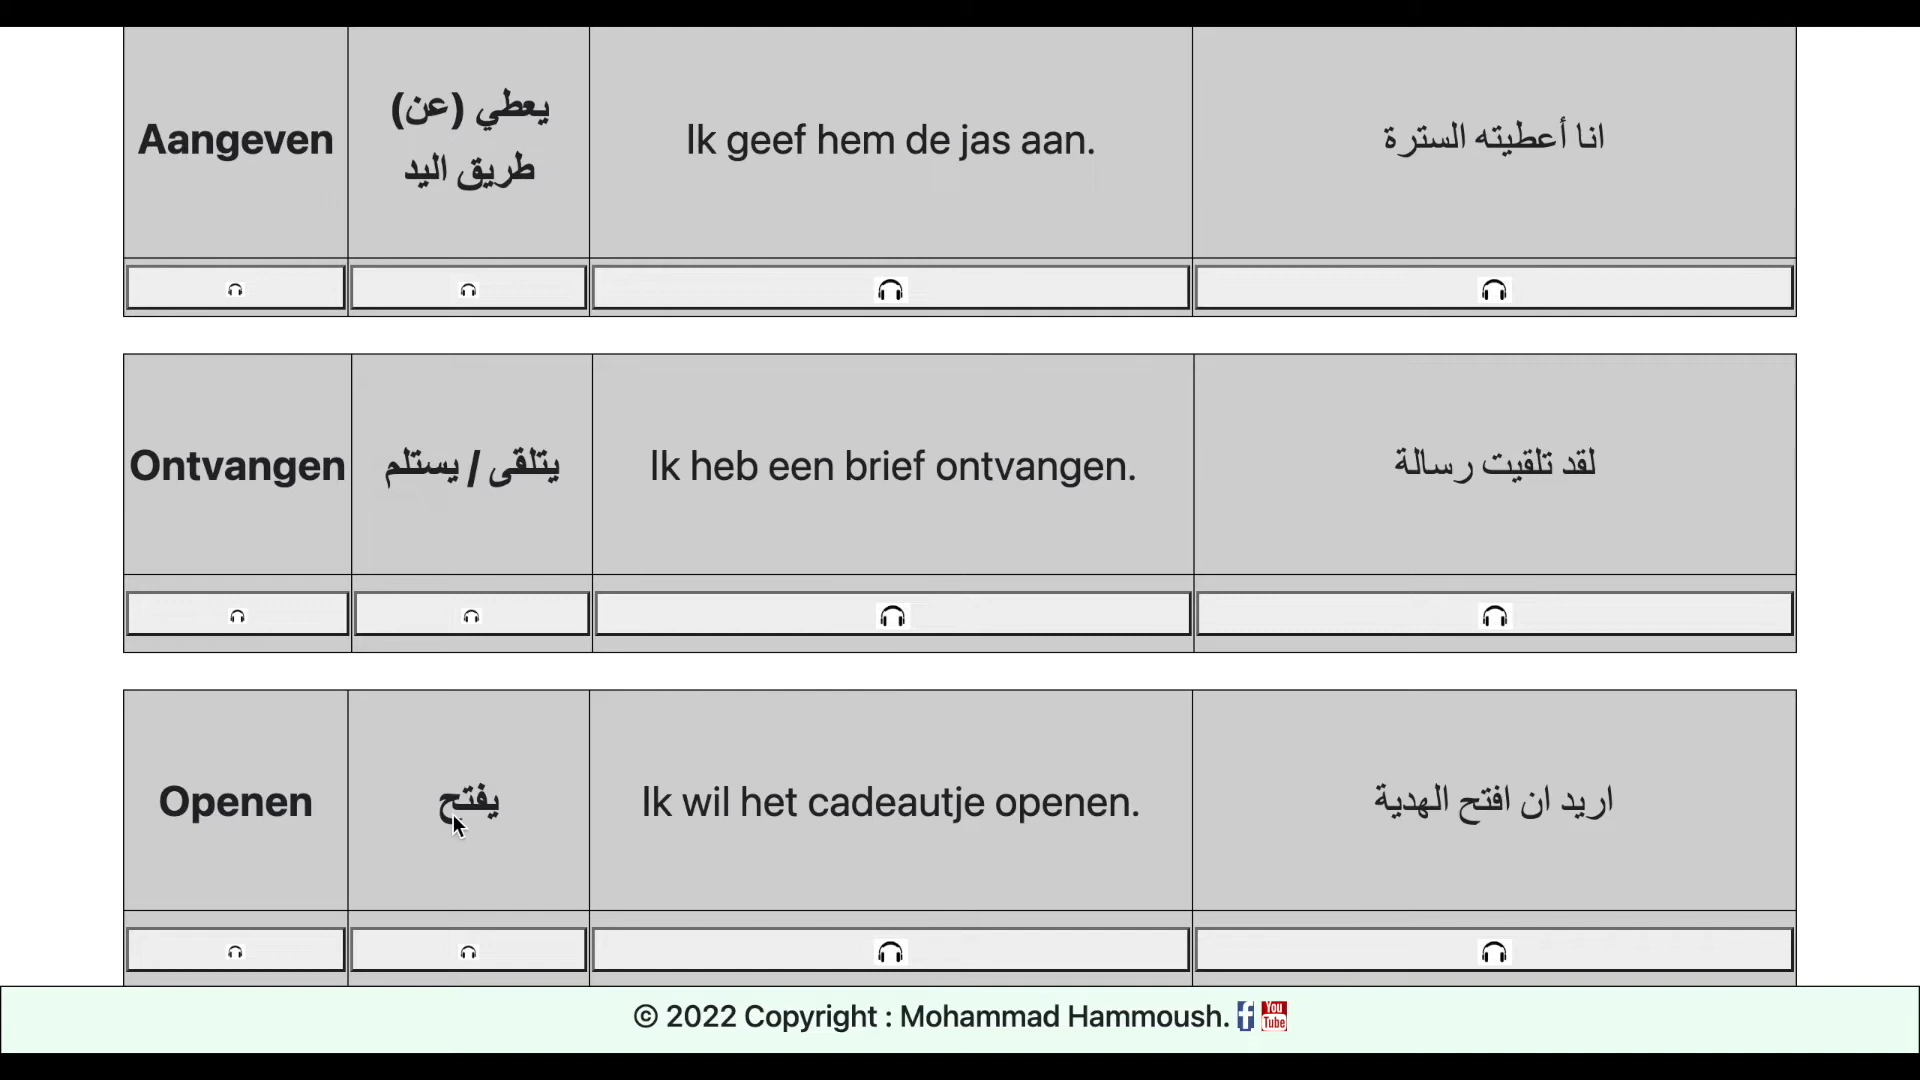 Aangeven
يعطي (عن)
طريق اليد
Ik geef hem de jas aan.
انا أعطيته السترة
Ontvangen
يتلقى / يستلم
Ik heb een brief ontvangen.
لقد تلقيت رسالة
Openen
يفتح
Ik wil het cadeautje openen.
اريد ان افتح الهدية
© 2022 Copyright : Mohammad Hammoush. f You Tube